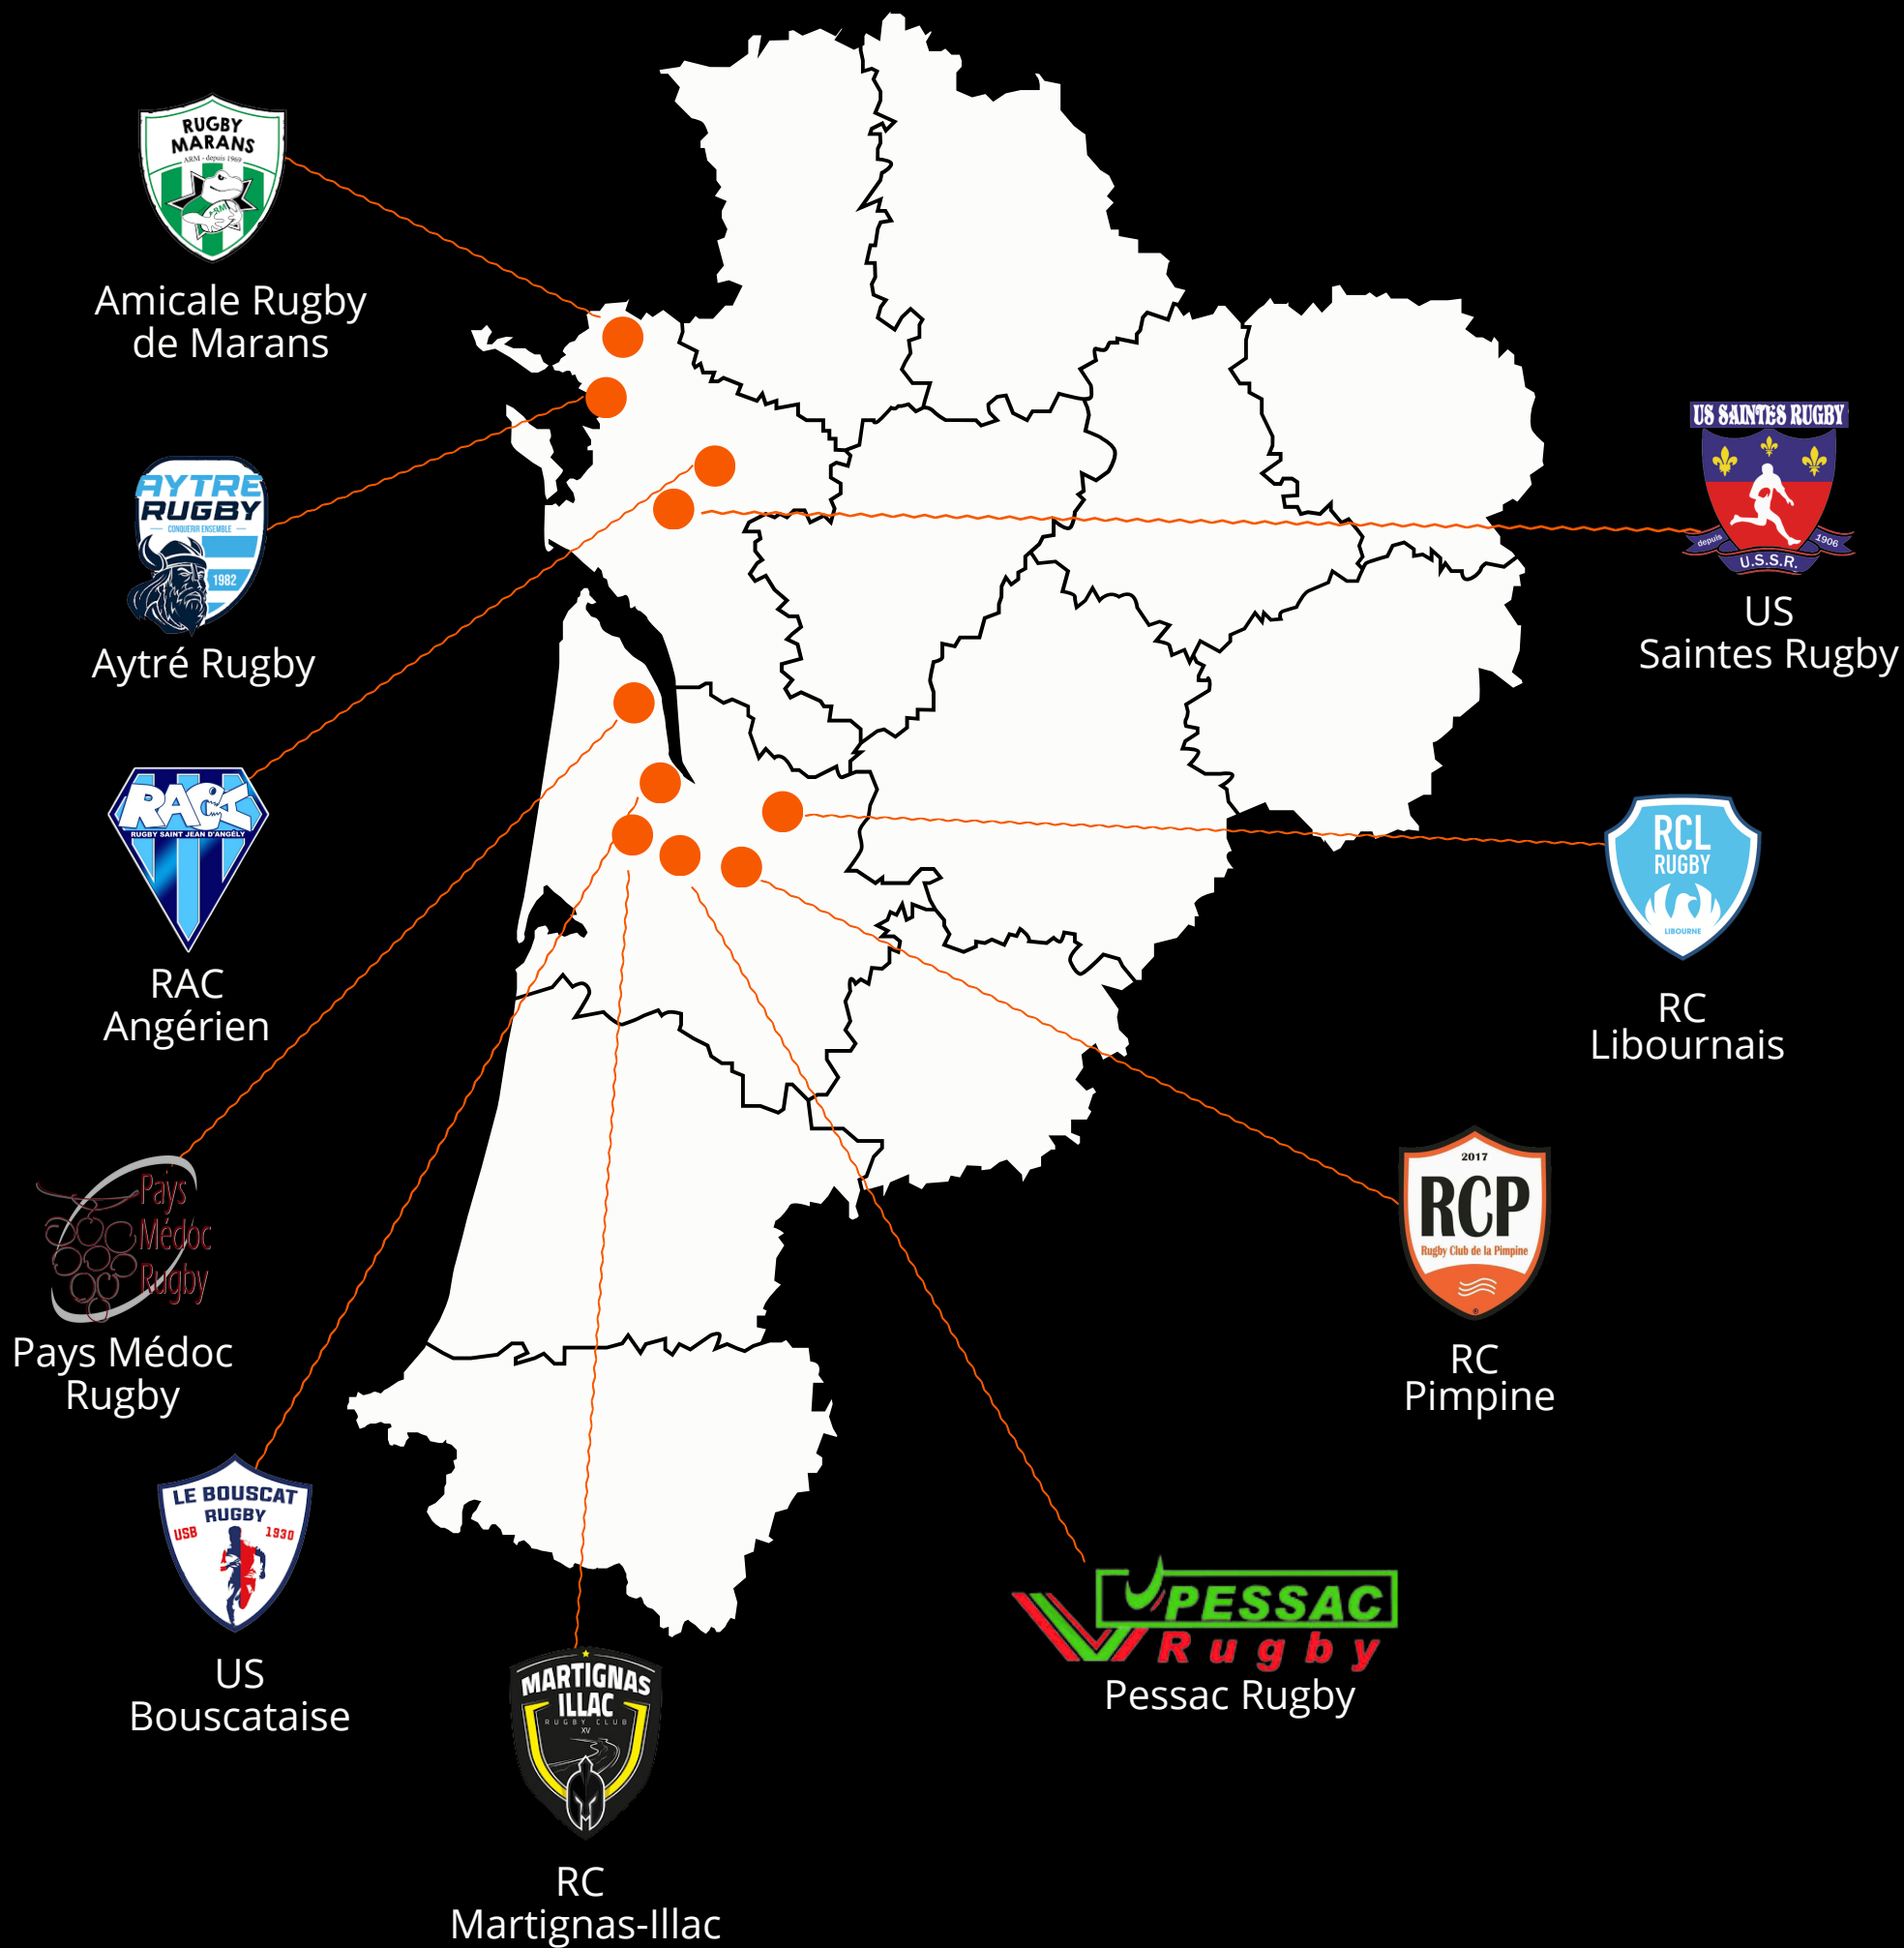 RUGBY
MARANS
ARM - depuis 1969
ARM
Amicale Rugby
de Marans
AYTRE
RUGBY
CONQUERIR ENSEMBLE
1982
Aytré Rugby
US SAINTES RUGBY
depuis
1906
U.S.S.R.
US
Saintes Rugby
RACA
RUGBY SAINT JEAN D'ANGÉLY
RAC
Angérien
RCL
RUGBY
LIBOURNE
RC
Libournais
Pays
Médoc
Rugby
Pays Médoc
Rugby
2017
RCP
Rugby Club de la Pimpine
RC
Pimpine
LE BOUSCAT
RUGBY
USB 1930
US
Bouscataise
PESSAC
Rugby
Pessac Rugby
MARTIGNAS
ILLAC
RUGBY CLUB
XV
RC
Martignas-Illac